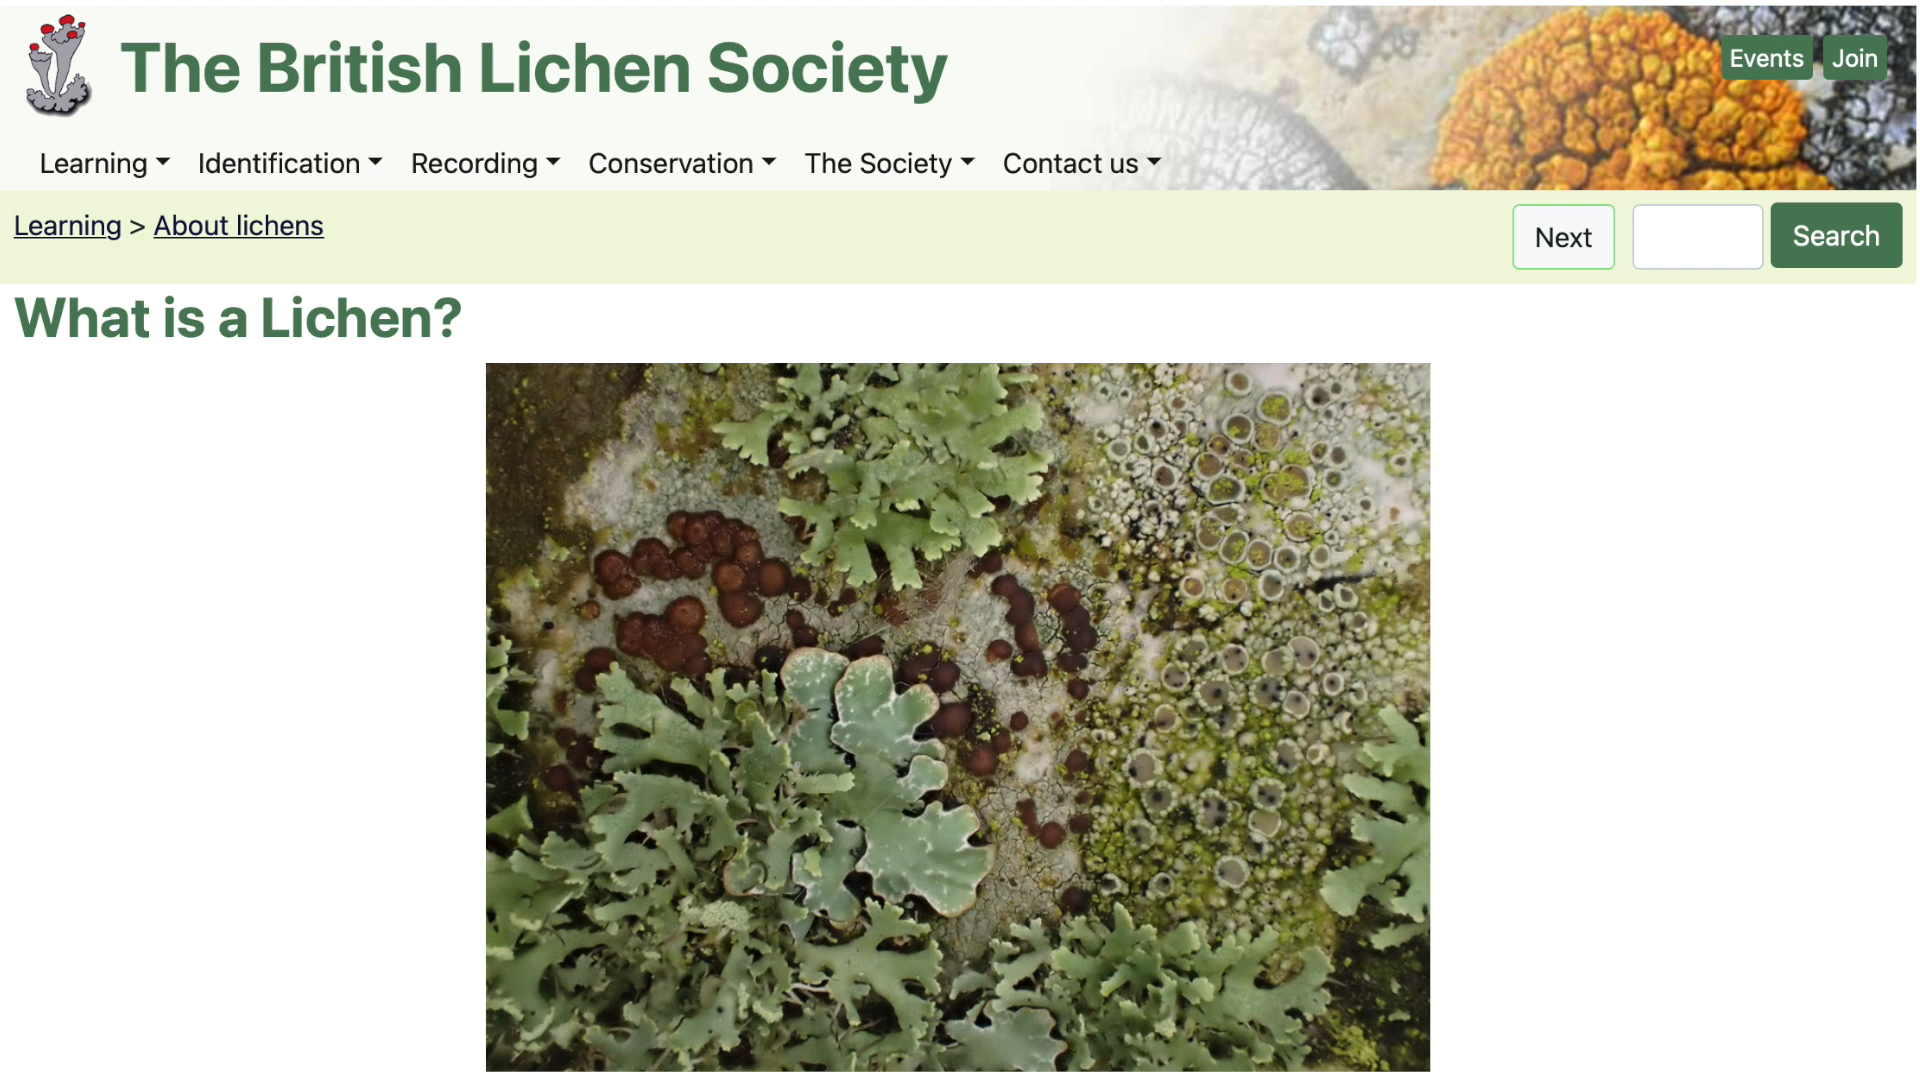 The British Lichen Society
Events Join
Learning Identification Recording Conservation The Society Contact us
Learning > About lichens
Next Search
What is a Lichen?